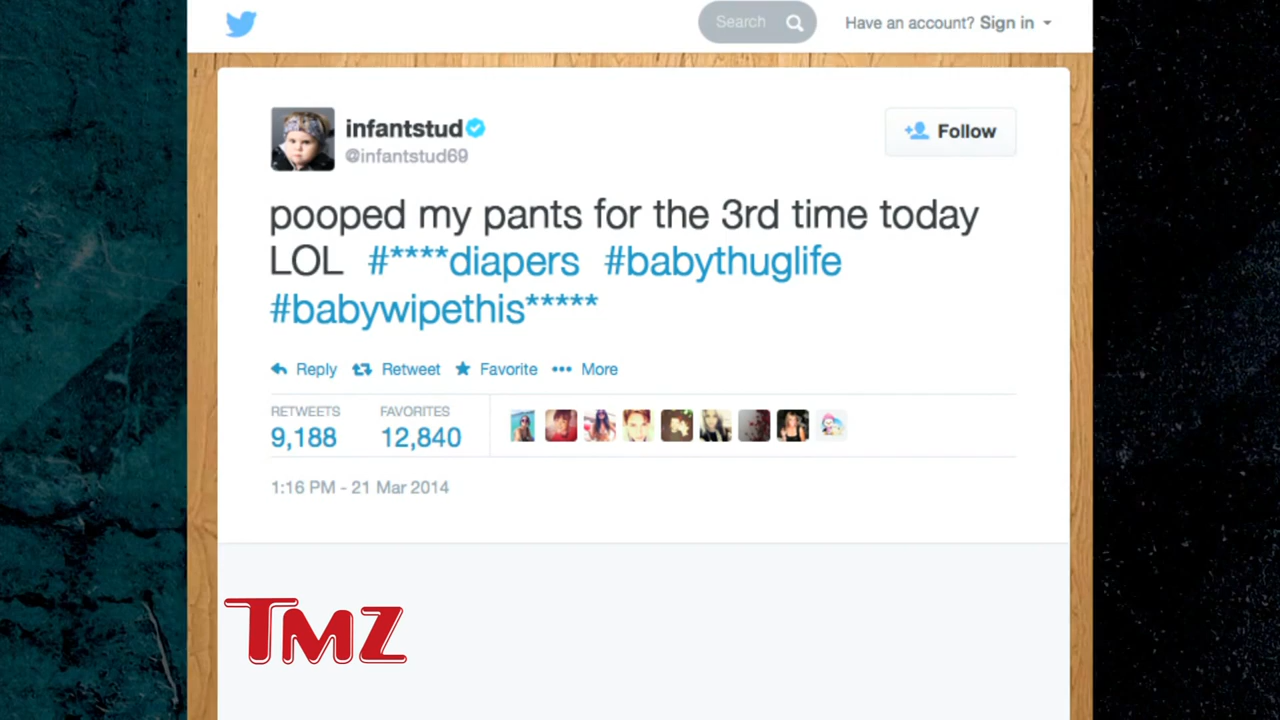 Search
Have an account? Sign in
infantstud
@infantstud69
Follow
pooped my pants for the 3rd time today
LOL #****diapers #babythuglife
#babywipethis*****
Reply Retweet Favorite More
RETWEETS FAVORITES
9,188 12,840
1:16 PM - 21 Mar 2014
TMZ